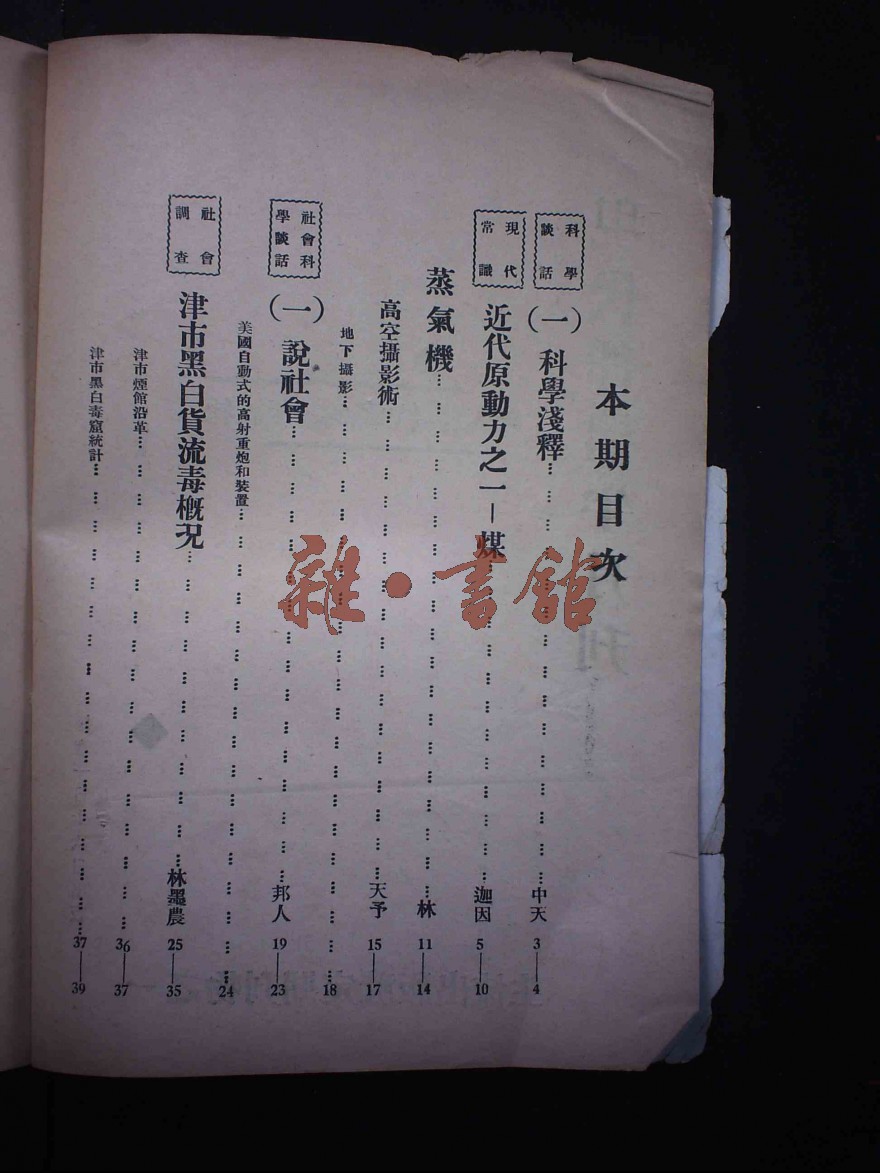 本期目次
科學談話
(一)科學淺釋……中天 3—4
現代常識
近代原動力之一—煤……迦因 5—10
蒸氣機……林 11—14
高空攝影術……天予 15—17
地下攝影……18
社會科學談話
(一)說社會……邦人 19—23
美國自動式的高射重炮和裝置……24
社會調查
津市黑白貨流毒概況……林墨農 25—35
津市煙館沿革……36—37
津市黑白毒窟統計……37—39
雜·書館